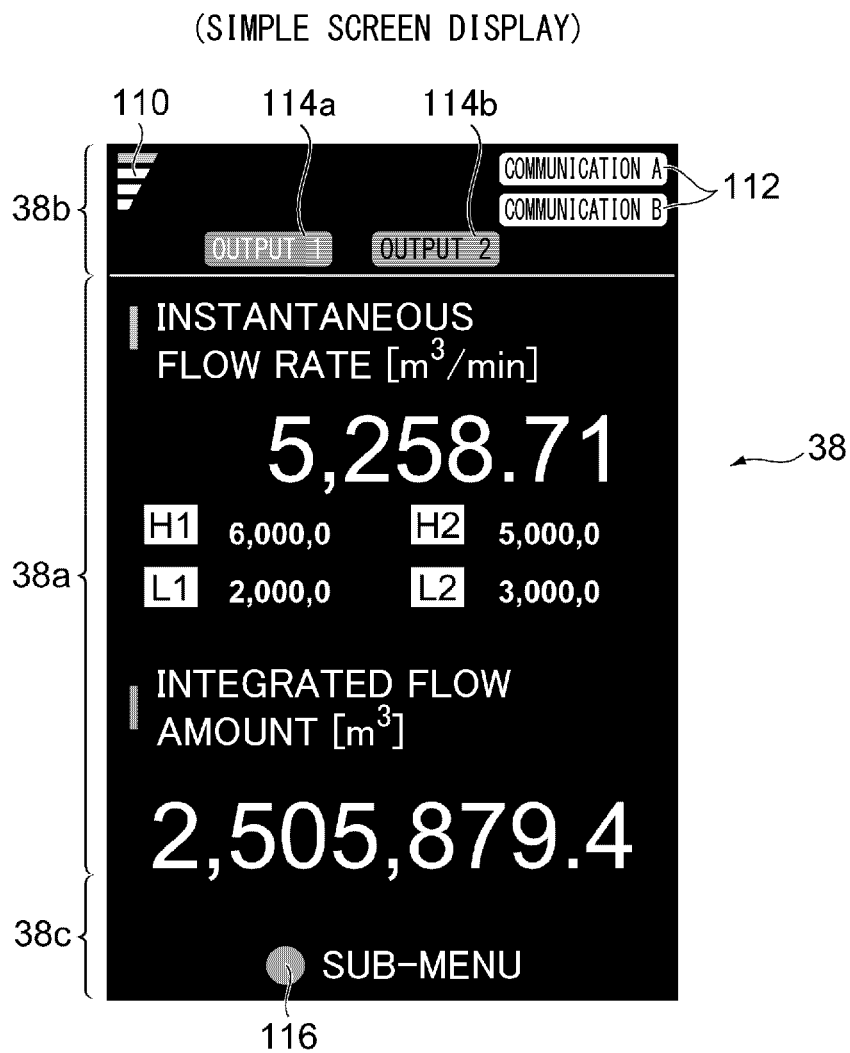 (SIMPLE SCREEN DISPLAY)
110 114a 114b
COMMUNICATION A
112
38b
COMMUNICATION B
OUTPUT 1 OUTPUT 2
INSTANTANEOUS
FLOW RATE [m³/min]
5,258.71
38
H1 6,000,0 H2 5,000,0
38a
L1 2,000,0 L2 3,000,0
INTEGRATED FLOW
AMOUNT [m³]
2,505,879.4
38c
SUB-MENU
116